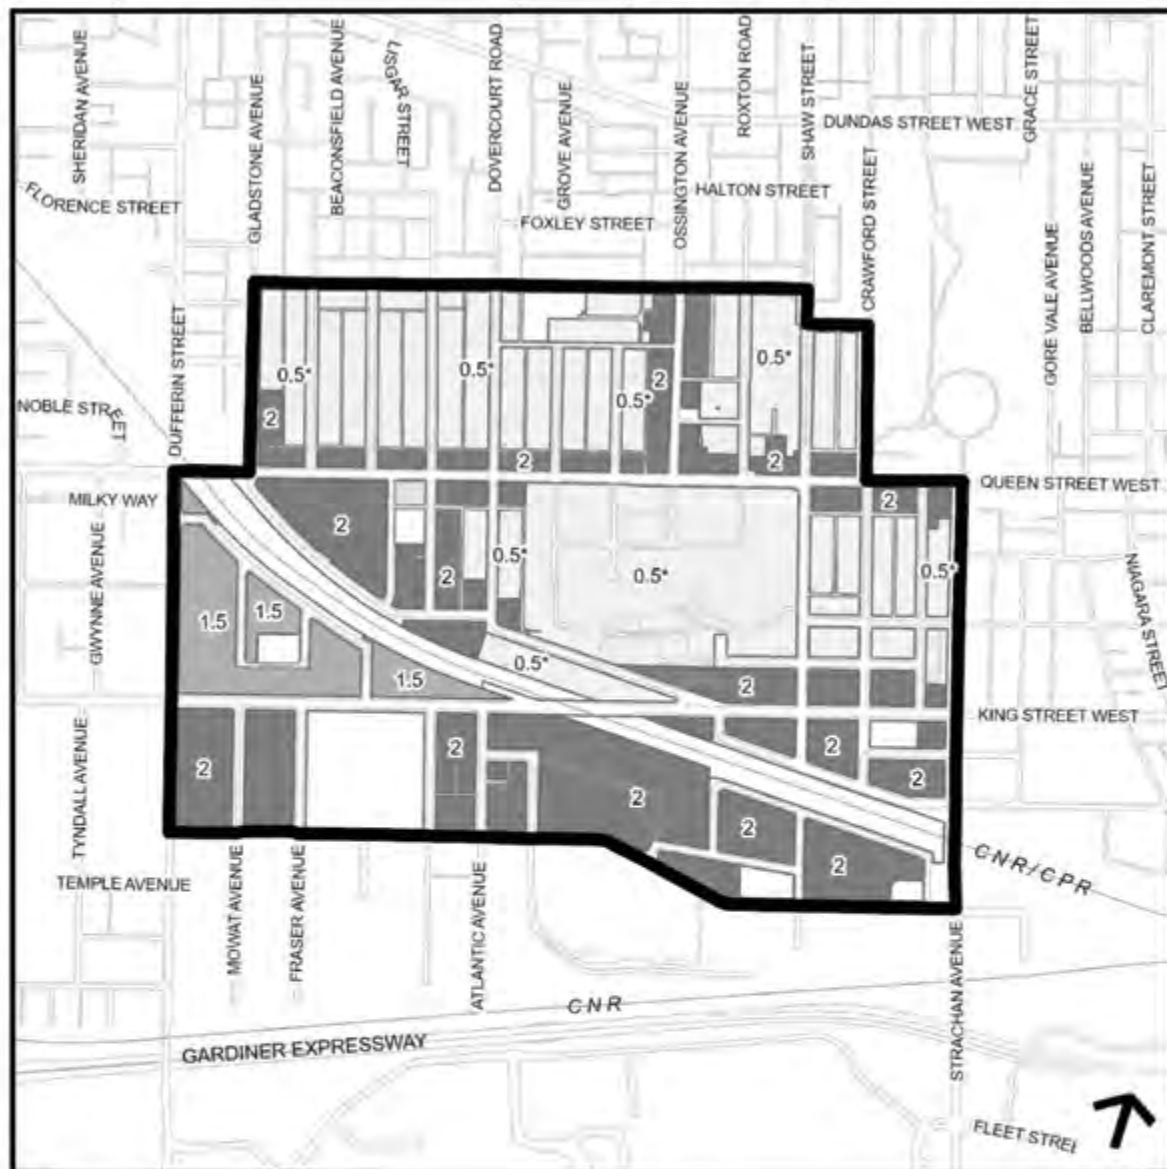 SHERIDAN AVENUE
GLADSTONE AVENUE
BEACONSFIELD AVENUE
LISGAR STREET
DOVERCOURT ROAD
GROVE AVENUE
OSSINGTON AVENUE
ROXTON ROAD
SHAW STREET
DUNDAS STREET WEST
GRACE STREET
CRAWFORD STREET
GORE VALE AVENUE
BELLWOODS AVENUE
CLAREMONT STREET
FLORENCE STREET
HALTON STREET
FOXLEY STREET
DUFFERIN STREET
NOBLE STREET
0.5*
0.5*
0.5*
2
0.5*
2
2
2
MILKY WAY
QUEEN STREET WEST
2
2
0.5*
2
0.5*
0.5*
NIAGARA STREET
GWYNNE AVENUE
1.5
1.5
1.5
0.5*
2
KING STREET WEST
TYNDALL AVENUE
2
2
2
2
2
2
2
CNR/CPR
TEMPLE AVENUE
MOWAT AVENUE
FRASER AVENUE
ATLANTIC AVENUE
STRACHAN AVENUE
CNR
GARDINER EXPRESSWAY
FLEET STREE